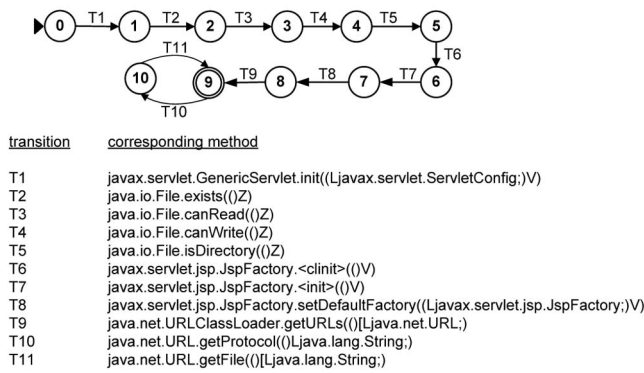 0 T1 1 T2 2 T3 3 T4 4 T5 5
T6
10 T11 9 T9 8 T8 7 T7 6
T10
transition corresponding method
T1 javax.servlet.GenericServlet.init((Ljavax.servlet.ServletConfig;)V)
T2 java.io.File.exists(()Z)
T3 java.io.File.canRead(()Z)
T4 java.io.File.canWrite(()Z)
T5 java.io.File.isDirectory(()Z)
T6 javax.servlet.jsp.JspFactory.<clinit>(()V)
T7 javax.servlet.jsp.JspFactory.<init>(()V)
T8 javax.servlet.jsp.JspFactory.setDefaultFactory((Ljavax.servlet.jsp.JspFactory;)V)
T9 java.net.URLClassLoader.getURLs(()[Ljava.net.URL;)
T10 java.net.URL.getProtocol(()Ljava.lang.String;)
T11 java.net.URL.getFile(()[Ljava.lang.String;)